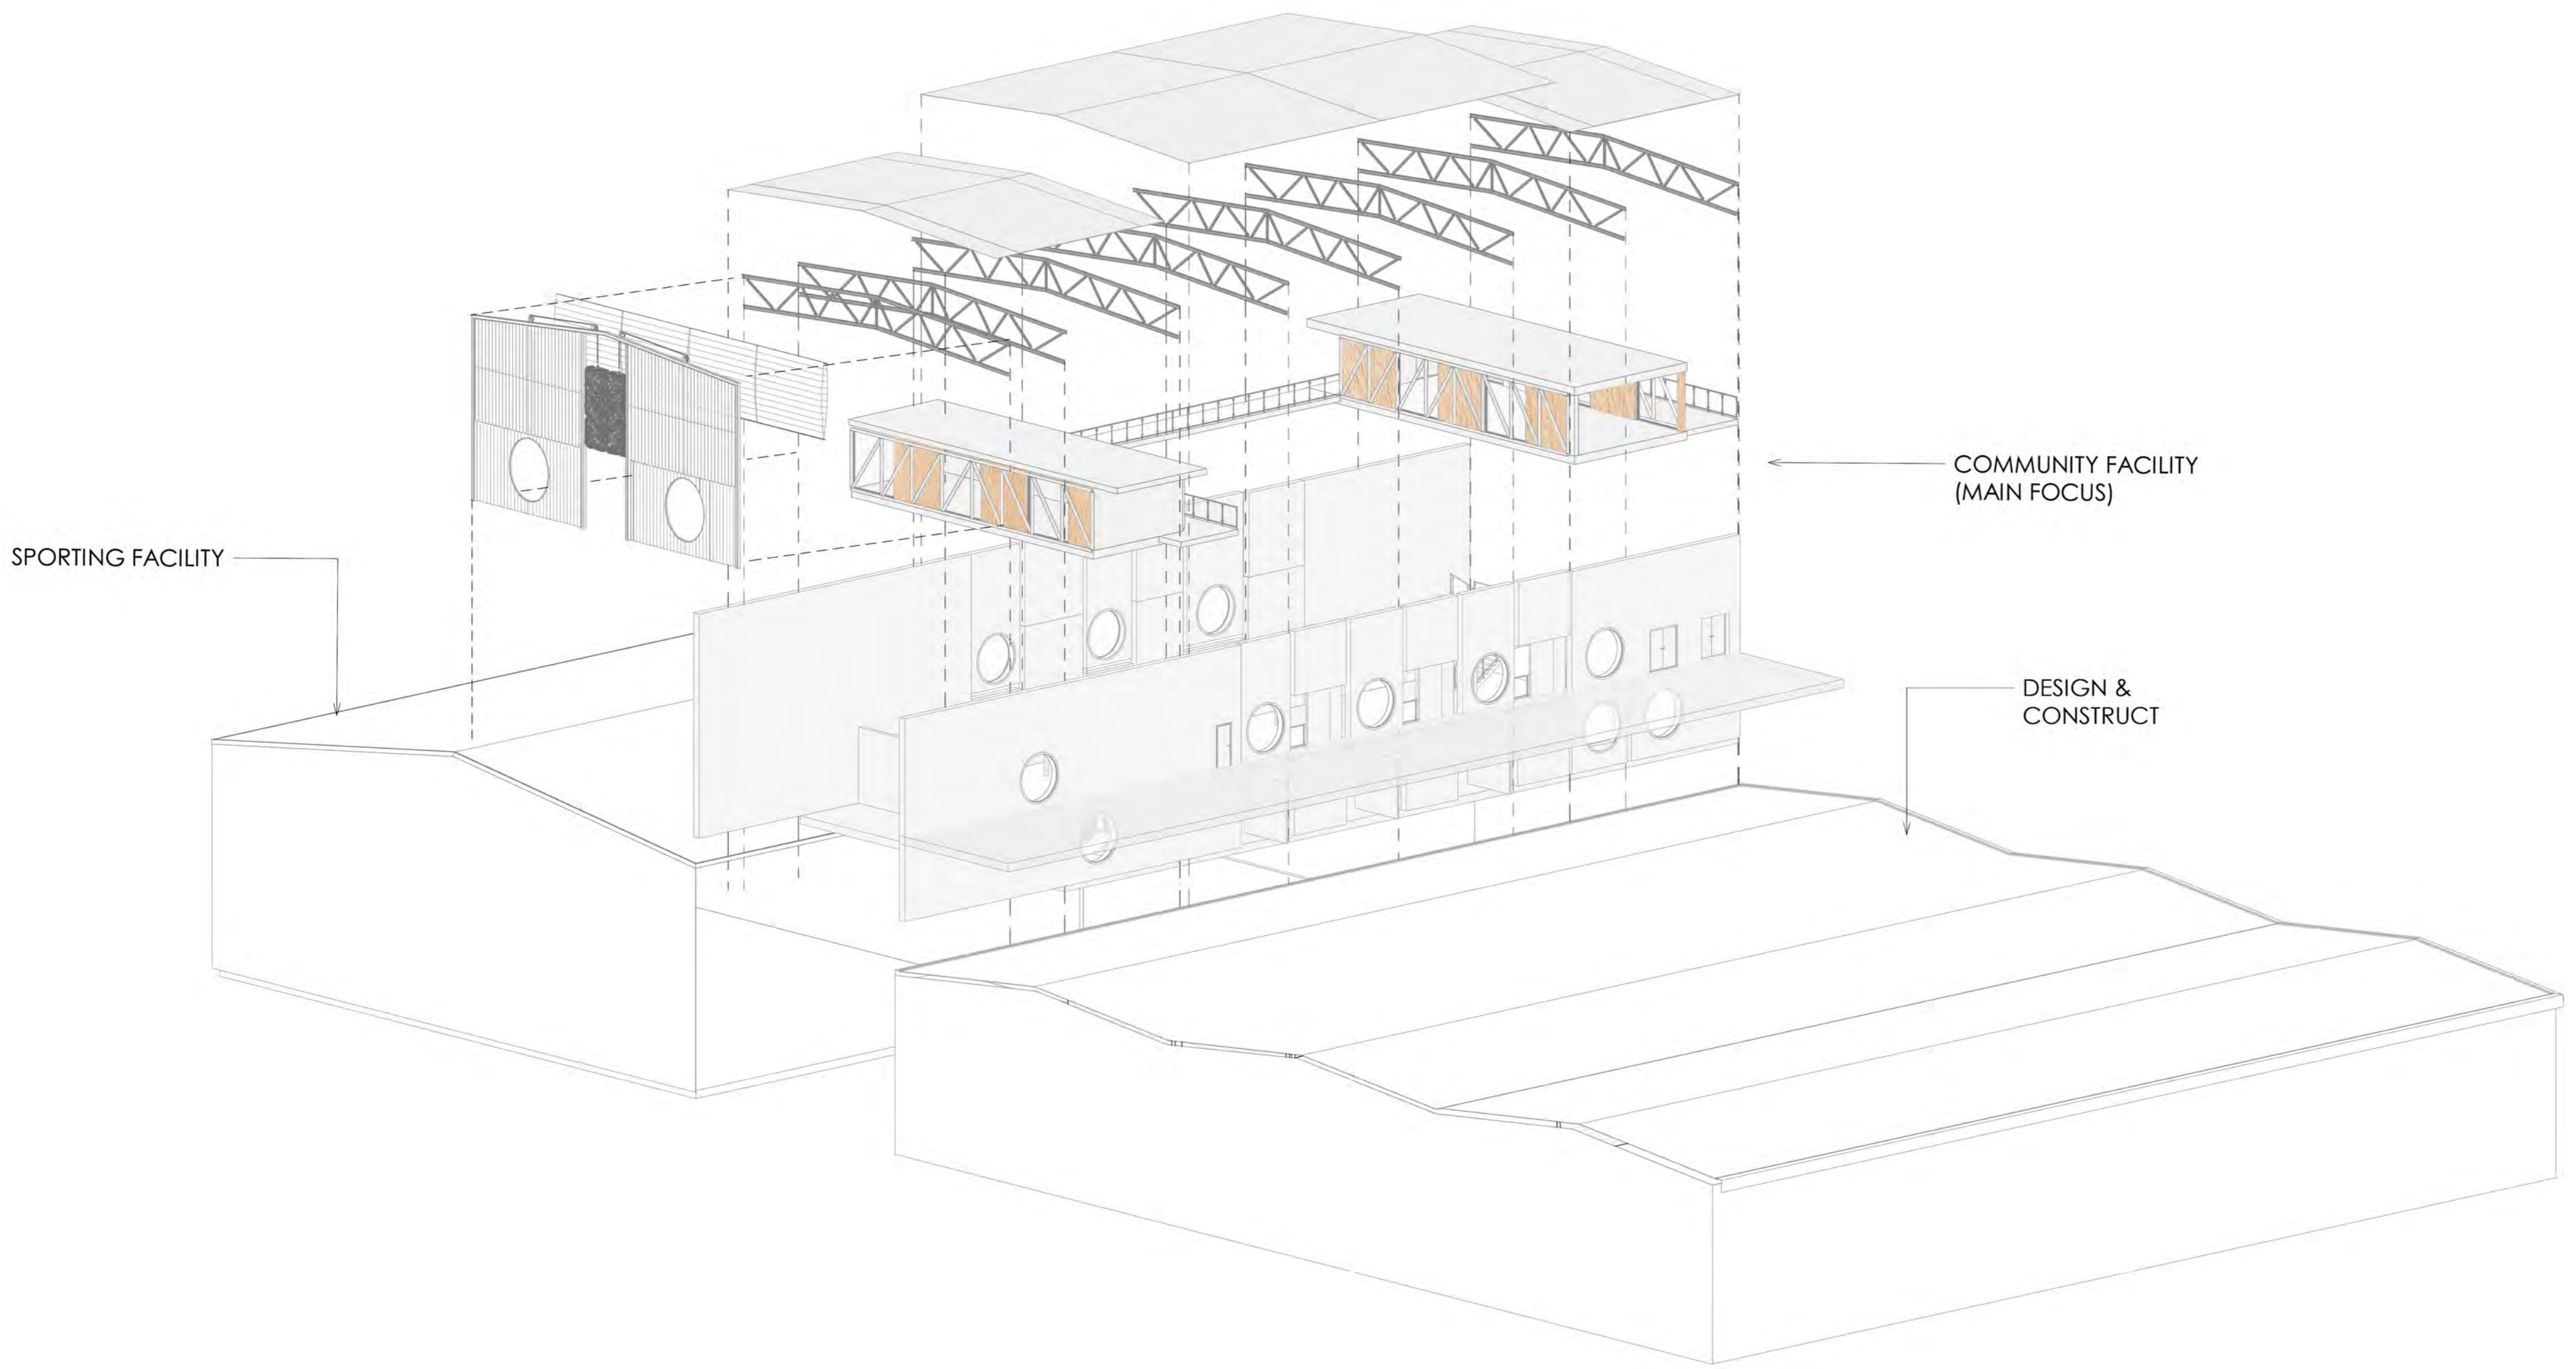 COMMUNITY FACILITY
(MAIN FOCUS)
SPORTING FACILITY
DESIGN &
CONSTRUCT